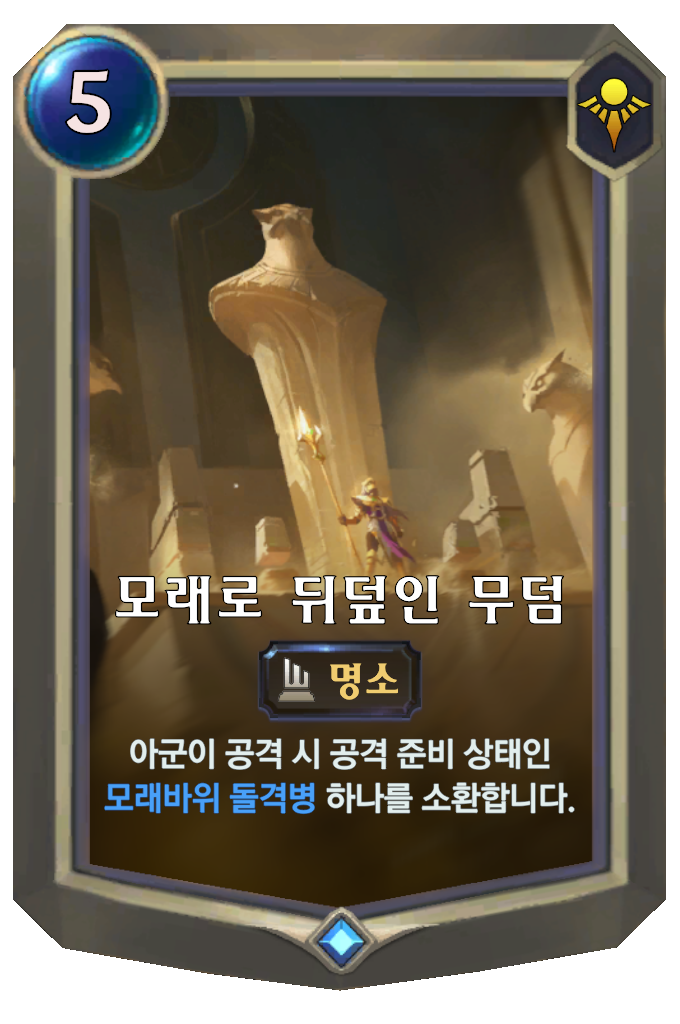 5
모래로 뒤덮인 무덤
명소
아군이 공격 시 공격 준비 상태인
모래바위 돌격병 하나를 소환합니다.